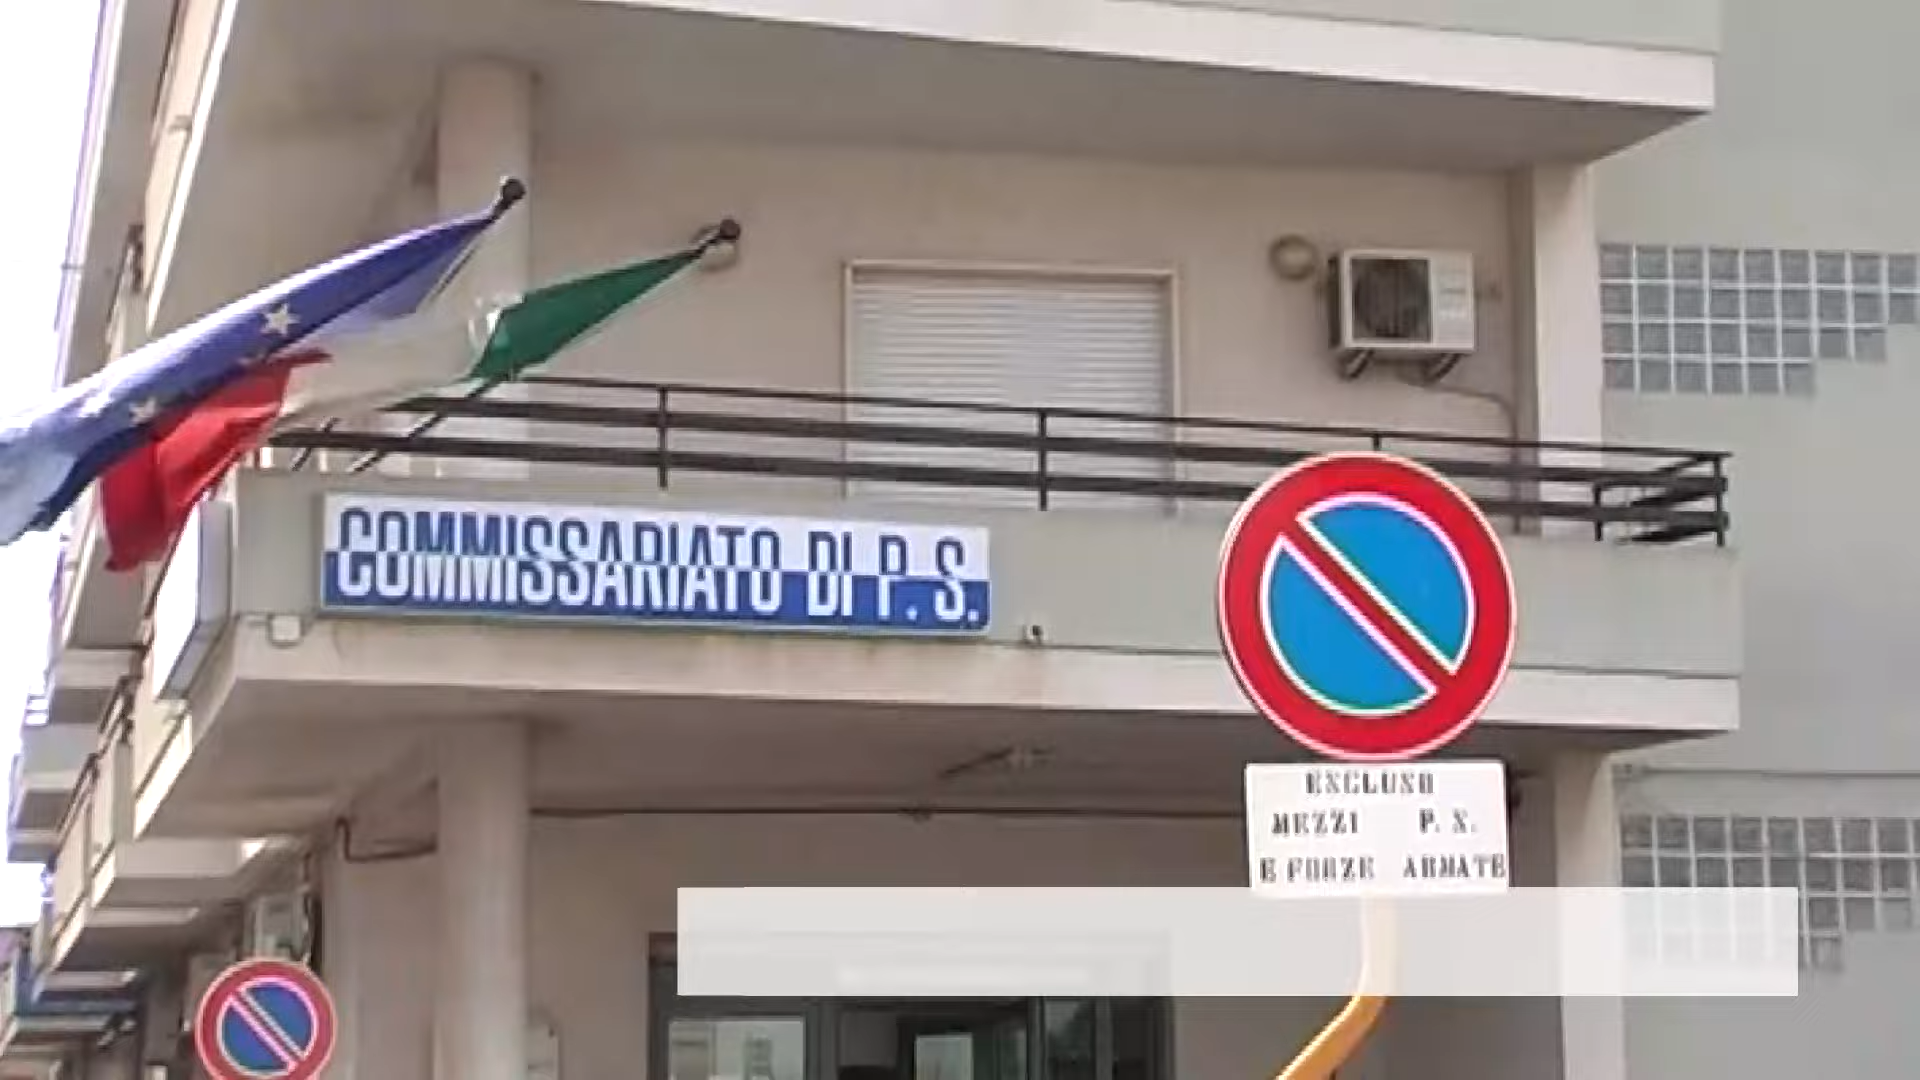 COMMISSARIATO DI P. S.
ESCLUSO
MEZZI P. S.
E FORZE ARMATE